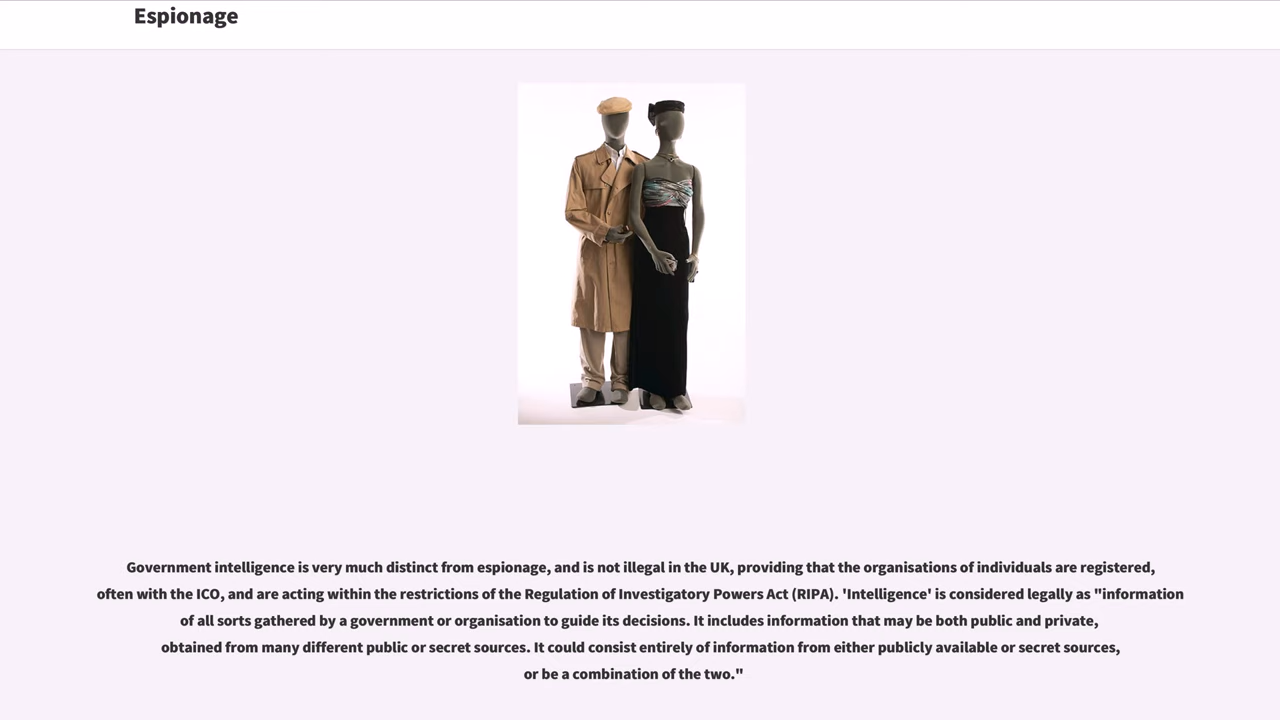 Espionage
Government intelligence is very much distinct from espionage, and is not illegal in the UK, providing that the organisations of individuals are registered,
often with the ICO, and are acting within the restrictions of the Regulation of Investigatory Powers Act (RIPA). 'Intelligence' is considered legally as "information
of all sorts gathered by a government or organisation to guide its decisions. It includes information that may be both public and private,
obtained from many different public or secret sources. It could consist entirely of information from either publicly available or secret sources,
or be a combination of the two."